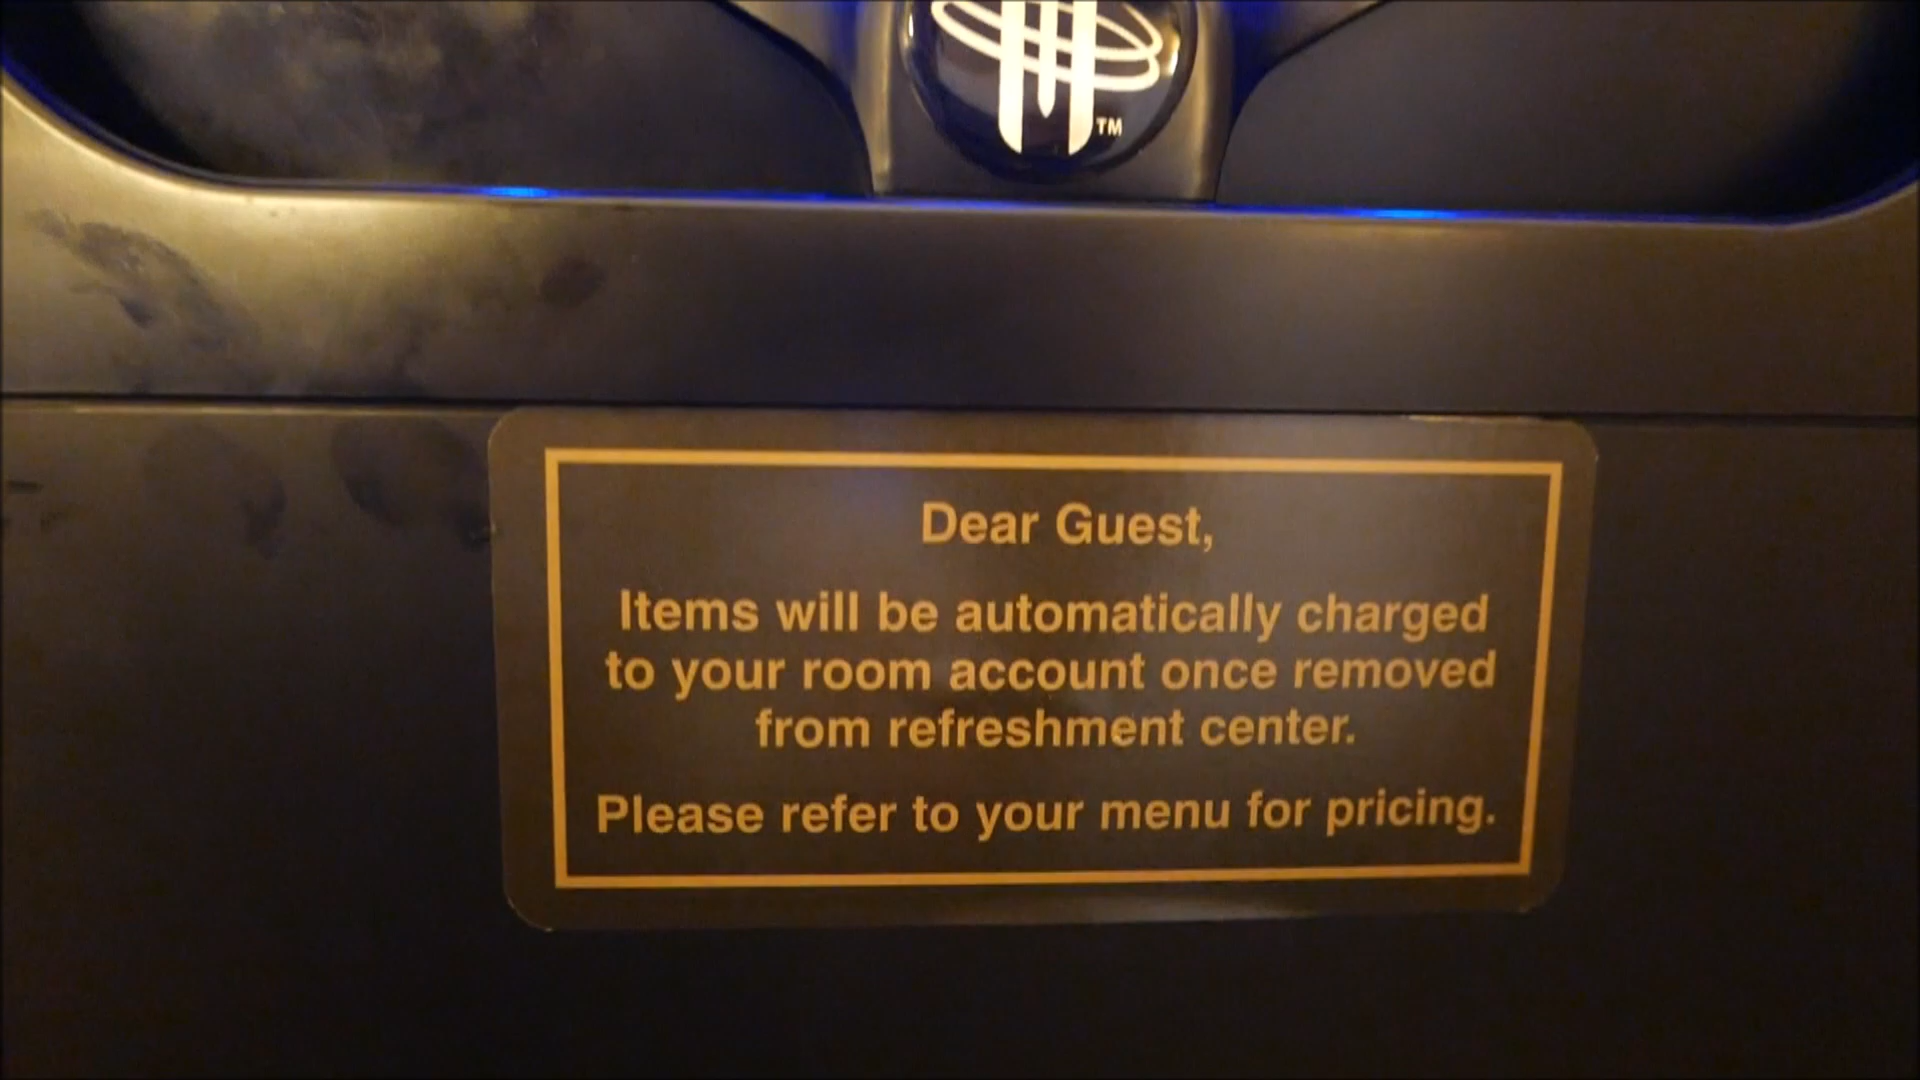 TM
Dear Guest,
Items will be automatically charged
to your room account once removed
from refreshment center.
Please refer to your menu for pricing.